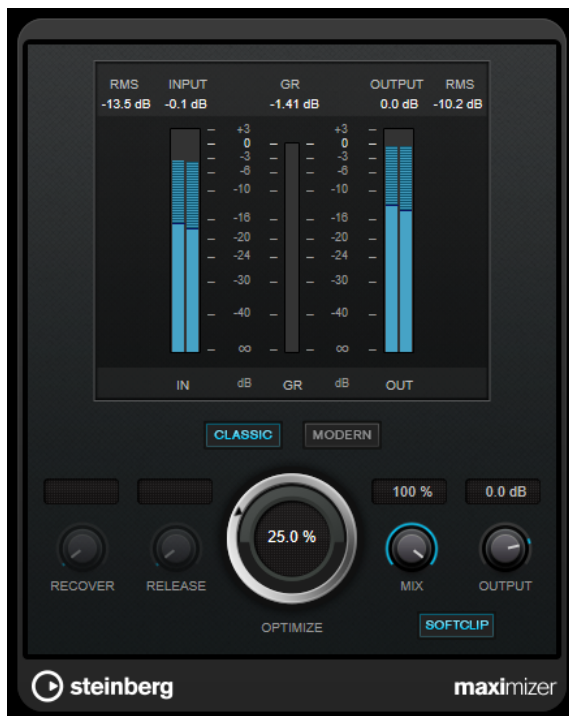 RMS INPUT GR OUTPUT RMS
-13.5 dB -0.1 dB -1.41 dB 0.0 dB -10.2 dB
+3 +3
0 0
-3 -3
-6 -6
-10 -10
-16 -16
-20 -20
-24 -24
-30 -30
-40 -40
∞ ∞
IN dB GR dB OUT
CLASSIC MODERN
100 % 0.0 dB
25.0 %
RECOVER RELEASE MIX OUTPUT
OPTIMIZE SOFTCLIP
steinberg maximizer